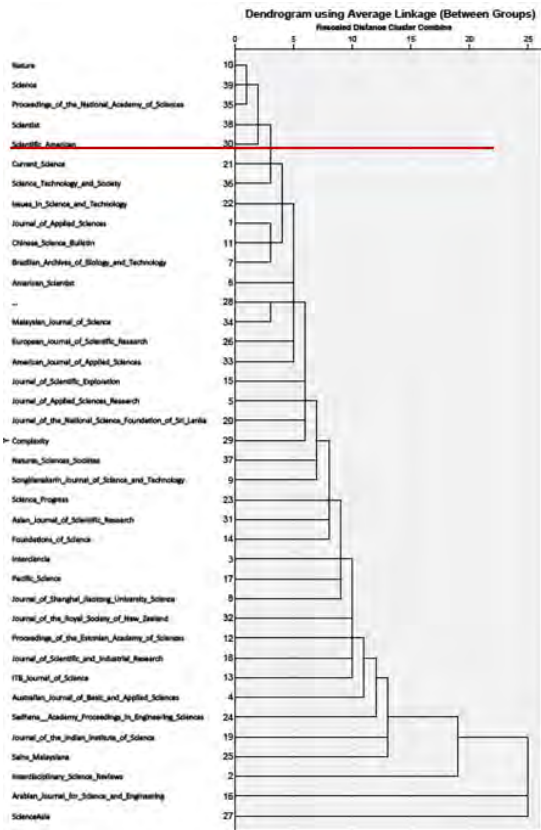 Dendrogram using Average Linkage (Between Groups)
Rescaled Distance Cluster Combine
0 5 10 15 20 25
Nature 10
Science 39
Proceedings_of_the_National_Academy_of_Sciences 35
Scientist 38
Scientific_American 30
Current_Science 21
Science_Technology_and_Society 36
Issues_in_Science_and_Technology 22
Journal_of_Applied_Sciences 1
Chinese_Science_Bulletin 11
Brazilian_Archives_of_Biology_and_Technology 7
American_Scientist
... 28
Malaysian_Journal_of_Science 34
European_Journal_of_Scientific_Research 26
American_Journal_of_Applied_Sciences 33
Journal_of_Scientific_Exploration 15
Journal_of_Applied_Sciences_Research 5
Journal_of_the_National_Science_Foundation_of_Sri_Lanka 20
Y Complexity 29
Natures_Sciences_Societes 37
Songklanakarin_Journal_of_Science_and_Technology 9
Science_Progress 23
Asian_Journal_of_Scientific_Research 31
Foundations_of_Science 14
Interciencia 3
Pacific_Science 17
Journal_of_Shanghai_Jiaotong_University_Science
Journal_of_the_Royal_Society_of_New_Zealand 32
Proceedings_of_the_Estonian_Academy_of_Sciences 12
Journal_of_Scientific_and_Industrial_Research 18
ITB_Journal_of_Science 13
Australian_Journal_of_Basic_and_Applied_Sciences 4
Sadhana__Academy_Proceedings_in_Engineering_Sciences 24
Journal_of_the_Indian_Institute_of_Science 19
Sains_Malaysiana 25
Interdisciplinary_Science_Reviews 2
Arabian_Journal_for_Science_and_Engineering 16
ScienceAsia 27